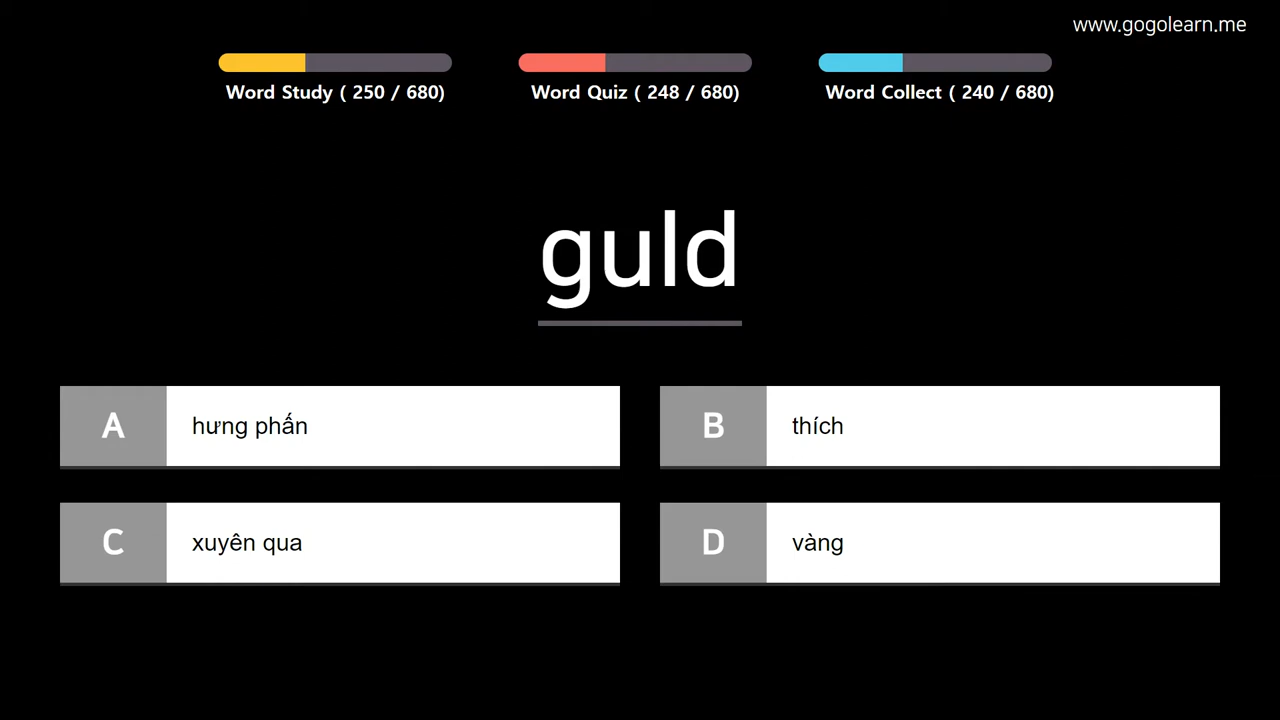 www.gogolearn.me
Word Study ( 250 / 680)
Word Quiz ( 248 / 680)
Word Collect ( 240 / 680)
guld
A hưng phấn
B thích
C xuyên qua
D vàng